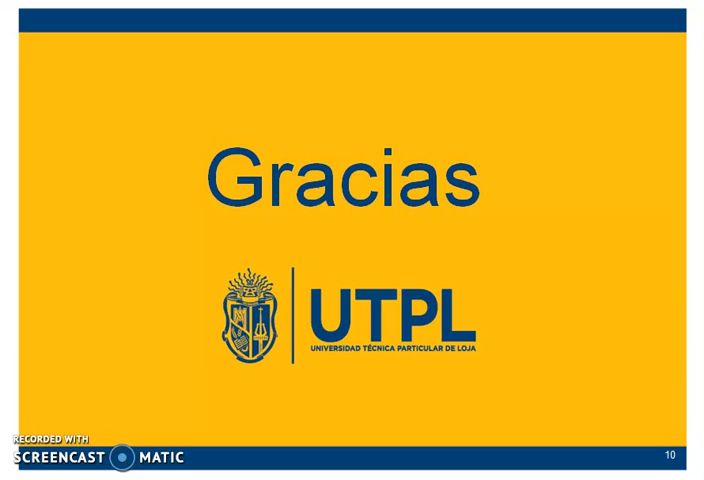 Gracias
UTPL
UNIVERSIDAD TÉCNICA PARTICULAR DE LOJA
RECORDED WITH
SCREENCAST MATIC
10